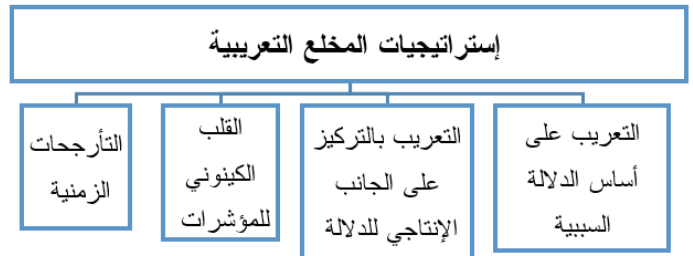 إستراتيجيات المخلع التعريبية
التعريب على
أساس الدلالة
السببية
التعريب بالتركيز
على الجانب
الإنتاجي للدلالة
القلب
الكينوني
للمؤشرات
التأرجحات
الزمنية